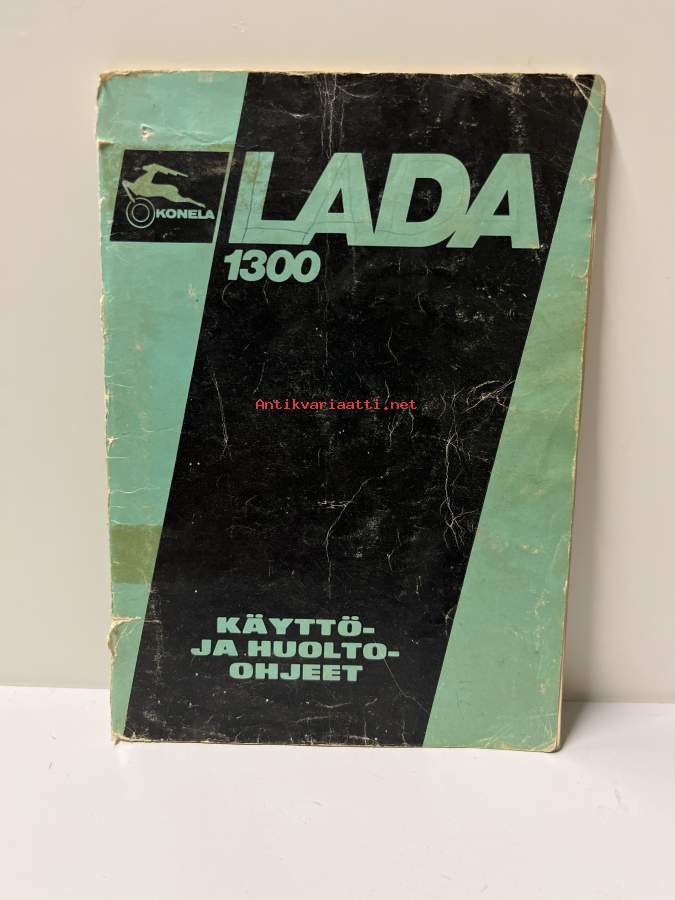 KONELA
LADA
1300
Antikvariaatti.net
KÄYTTÖ-
JA HUOLTO-
OHJEET